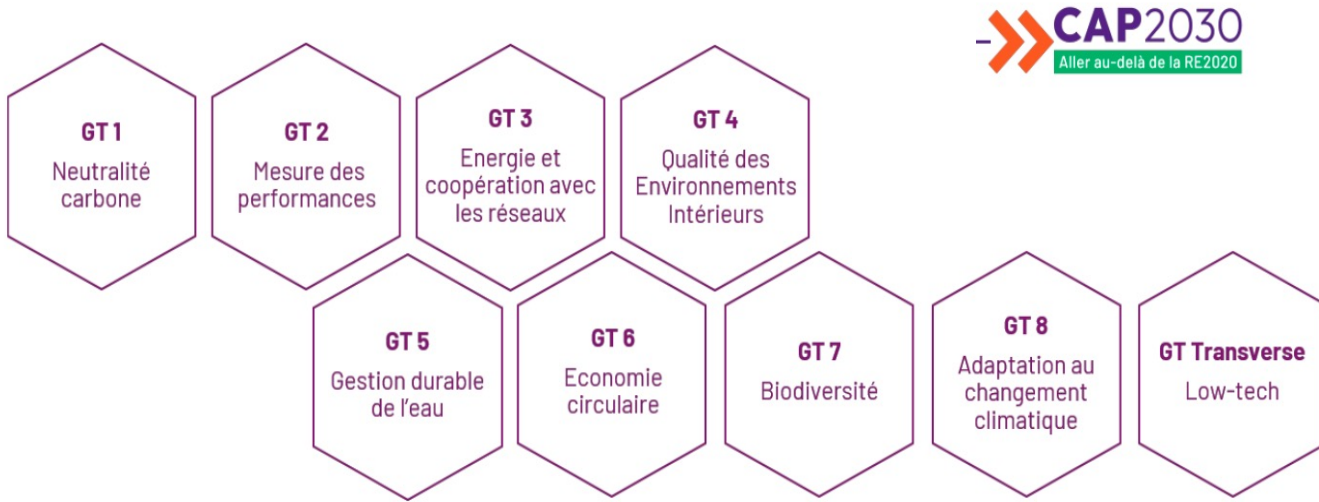 CAP2030
Aller au-delà de la RE2020
GT 1
Neutralité
carbone
GT 2
Mesure des
performances
GT 3
Energie et
coopération avec
les réseaux
GT 4
Qualité des
Environnements
Intérieurs
GT 5
Gestion durable
de l'eau
GT 6
Economie
circulaire
GT 7
Biodiversité
GT 8
Adaptation au
changement
climatique
GT Transverse
Low-tech